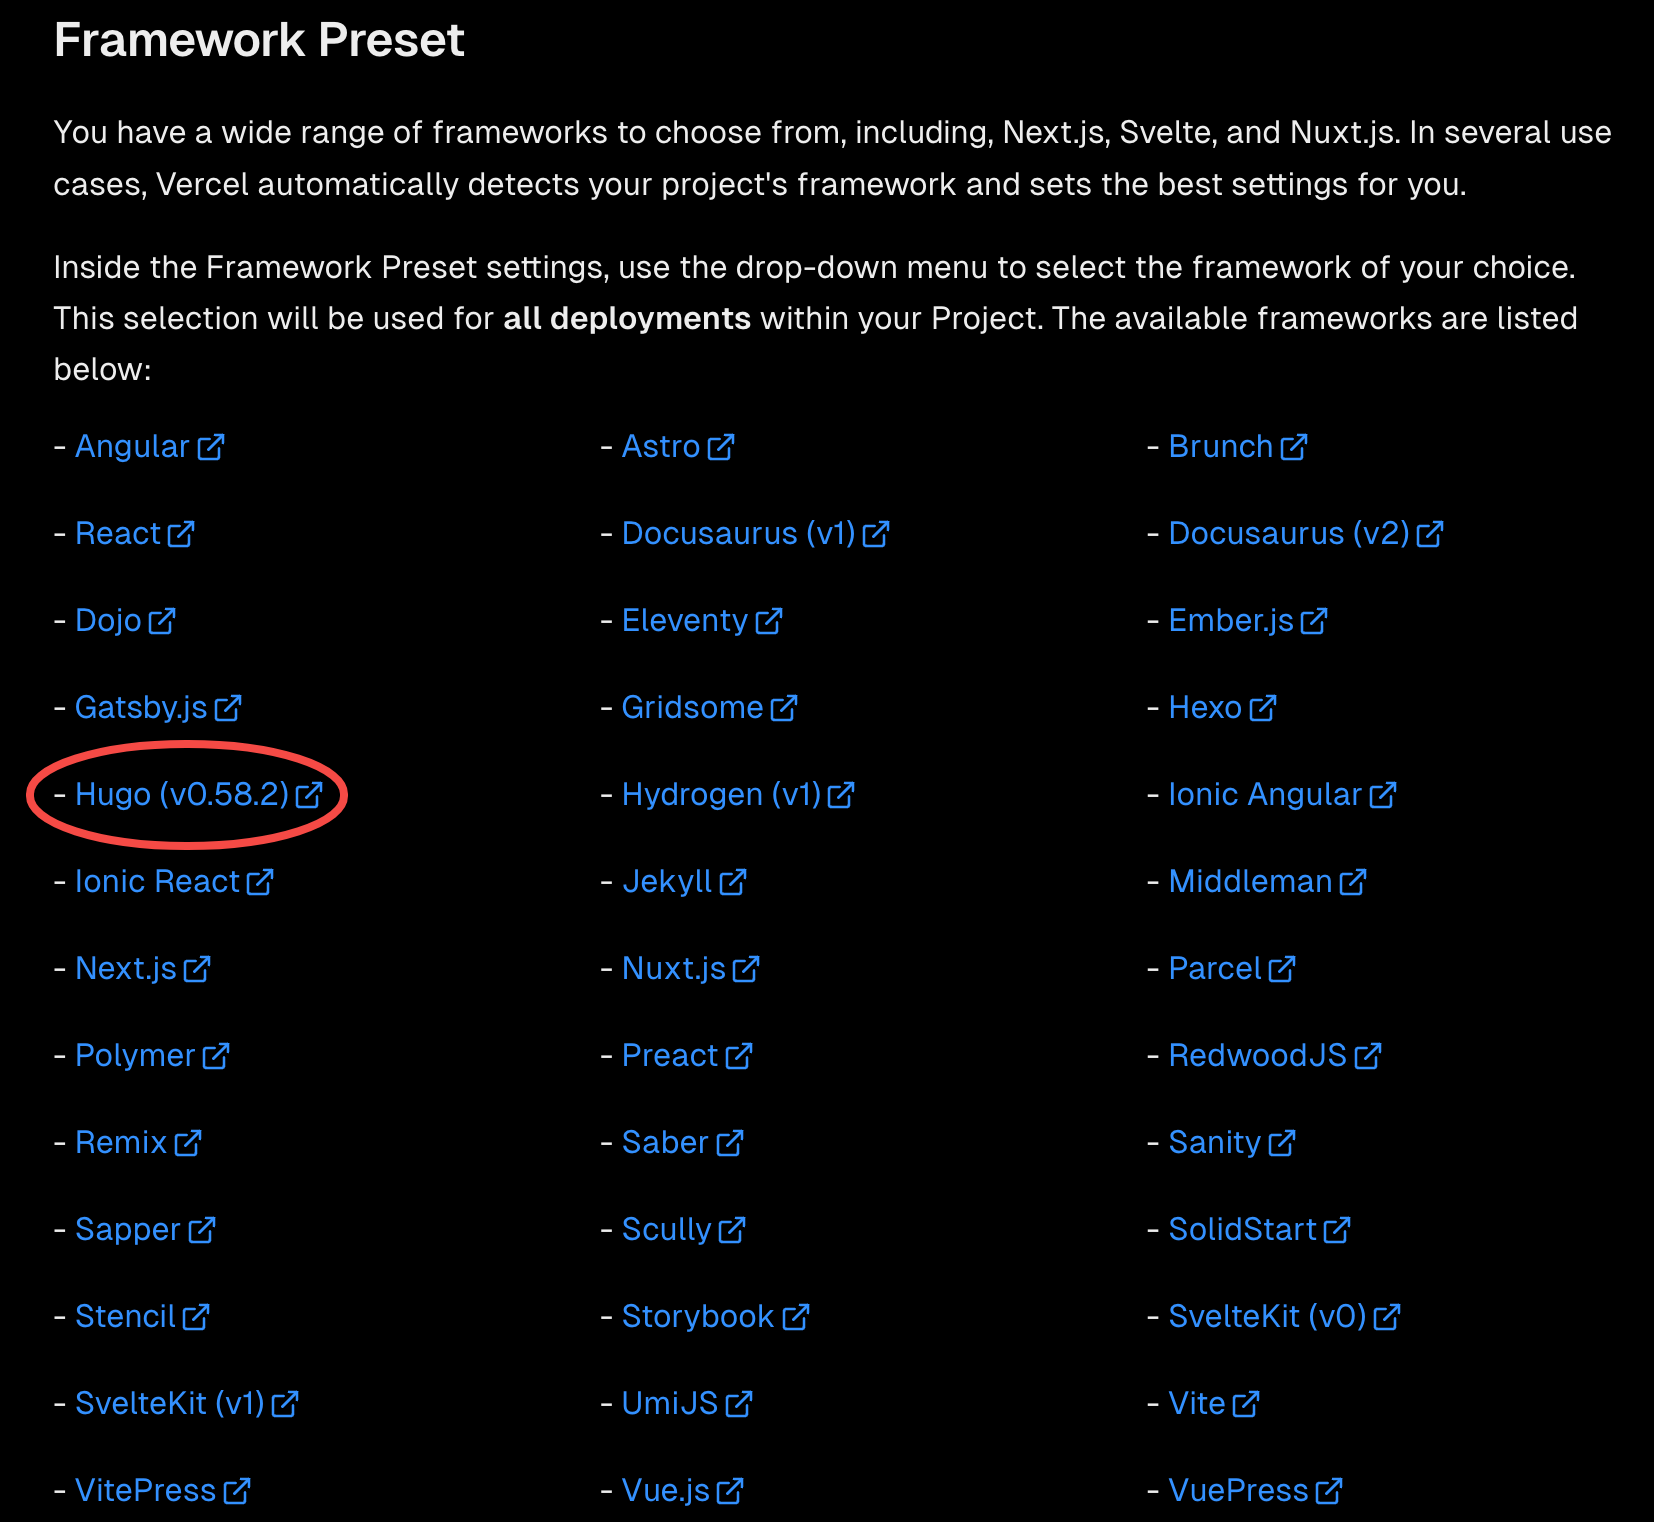 Framework Preset
You have a wide range of frameworks to choose from, including, Next.js, Svelte, and Nuxt.js. In several use
cases, Vercel automatically detects your project's framework and sets the best settings for you.
Inside the Framework Preset settings, use the drop-down menu to select the framework of your choice.
This selection will be used for all deployments within your Project. The available frameworks are listed
below:
- Angular - Astro - Brunch
- React - Docusaurus (v1) - Docusaurus (v2)
- Dojo - Eleventy - Ember.js
- Gatsby.js - Gridsome - Hexo
- Hugo (v0.58.2) - Hydrogen (v1) - Ionic Angular
- Ionic React - Jekyll - Middleman
- Next.js - Nuxt.js - Parcel
- Polymer - Preact - RedwoodJS
- Remix - Saber - Sanity
- Sapper - Scully - SolidStart
- Stencil - Storybook - SvelteKit (v0)
- SvelteKit (v1) - UmiJS - Vite
- VitePress - Vue.js - VuePress